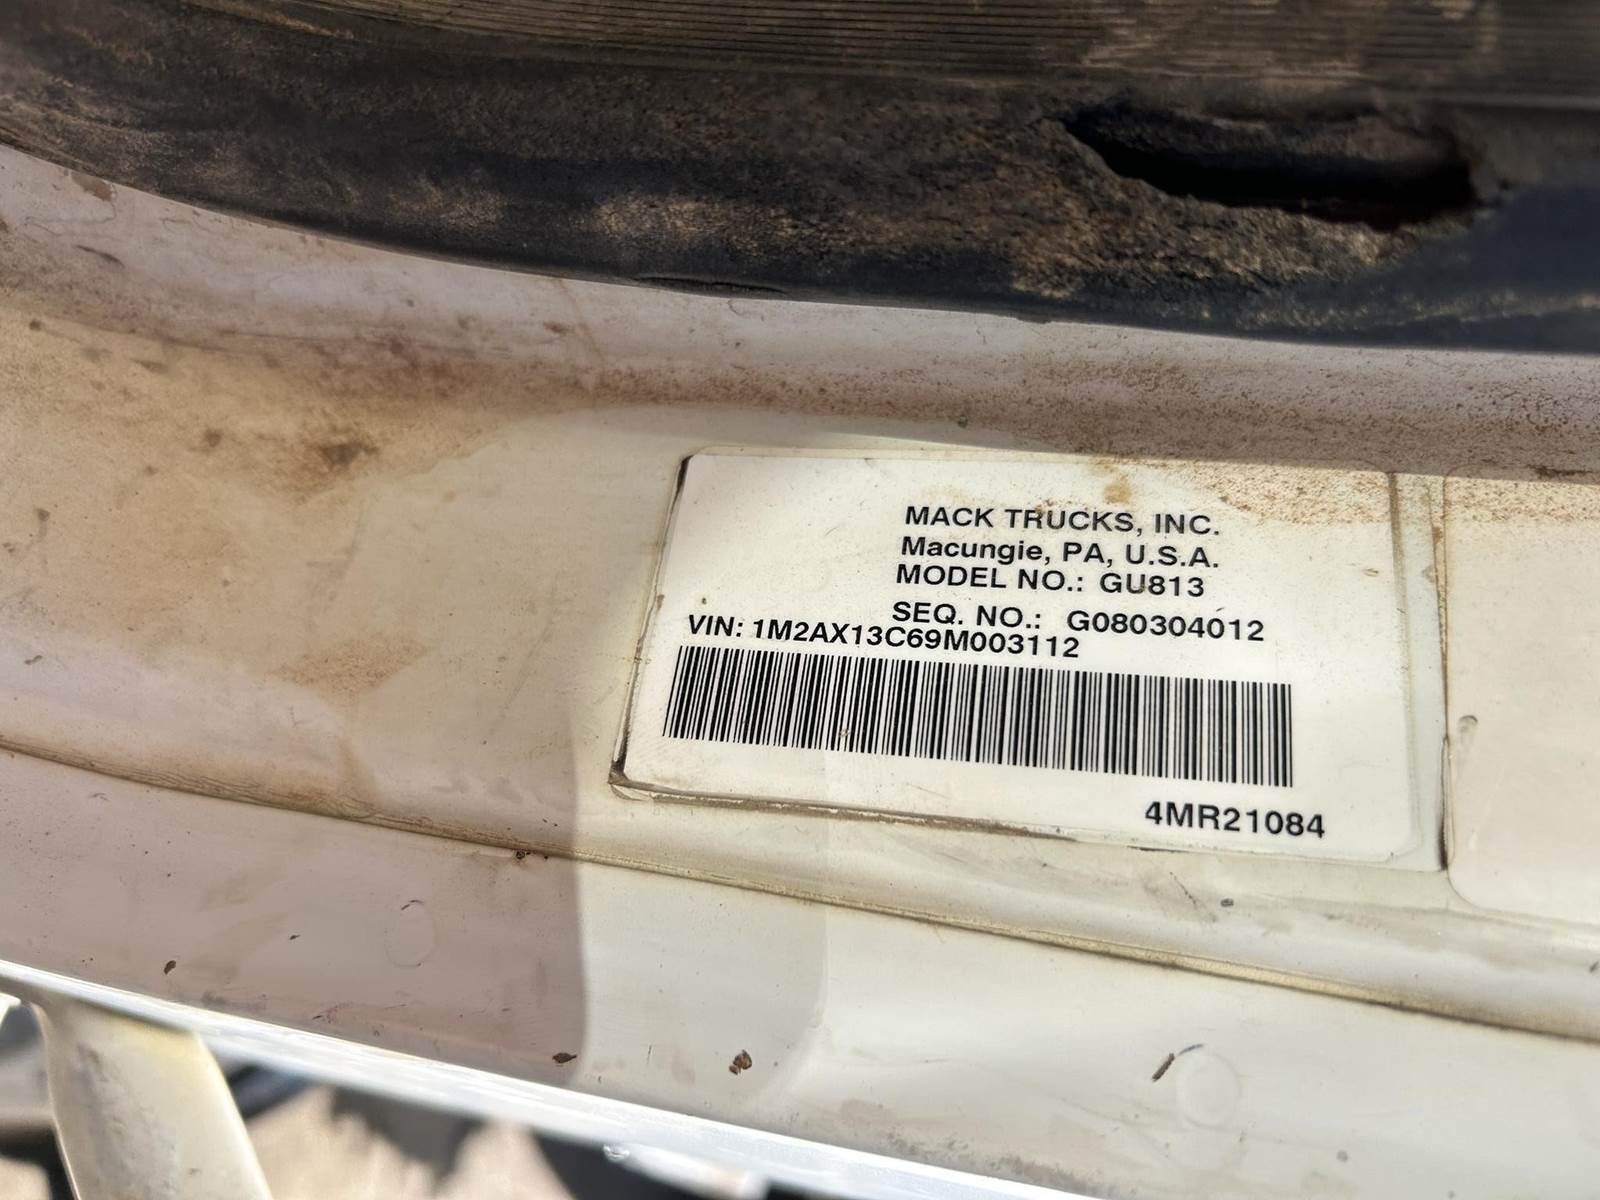 MACK TRUCKS, INC.
Macungie, PA, U.S.A.
MODEL NO.: GU813
SEQ. NO.: G080304012
VIN: 1M2AX13C69M003112
4MR21084